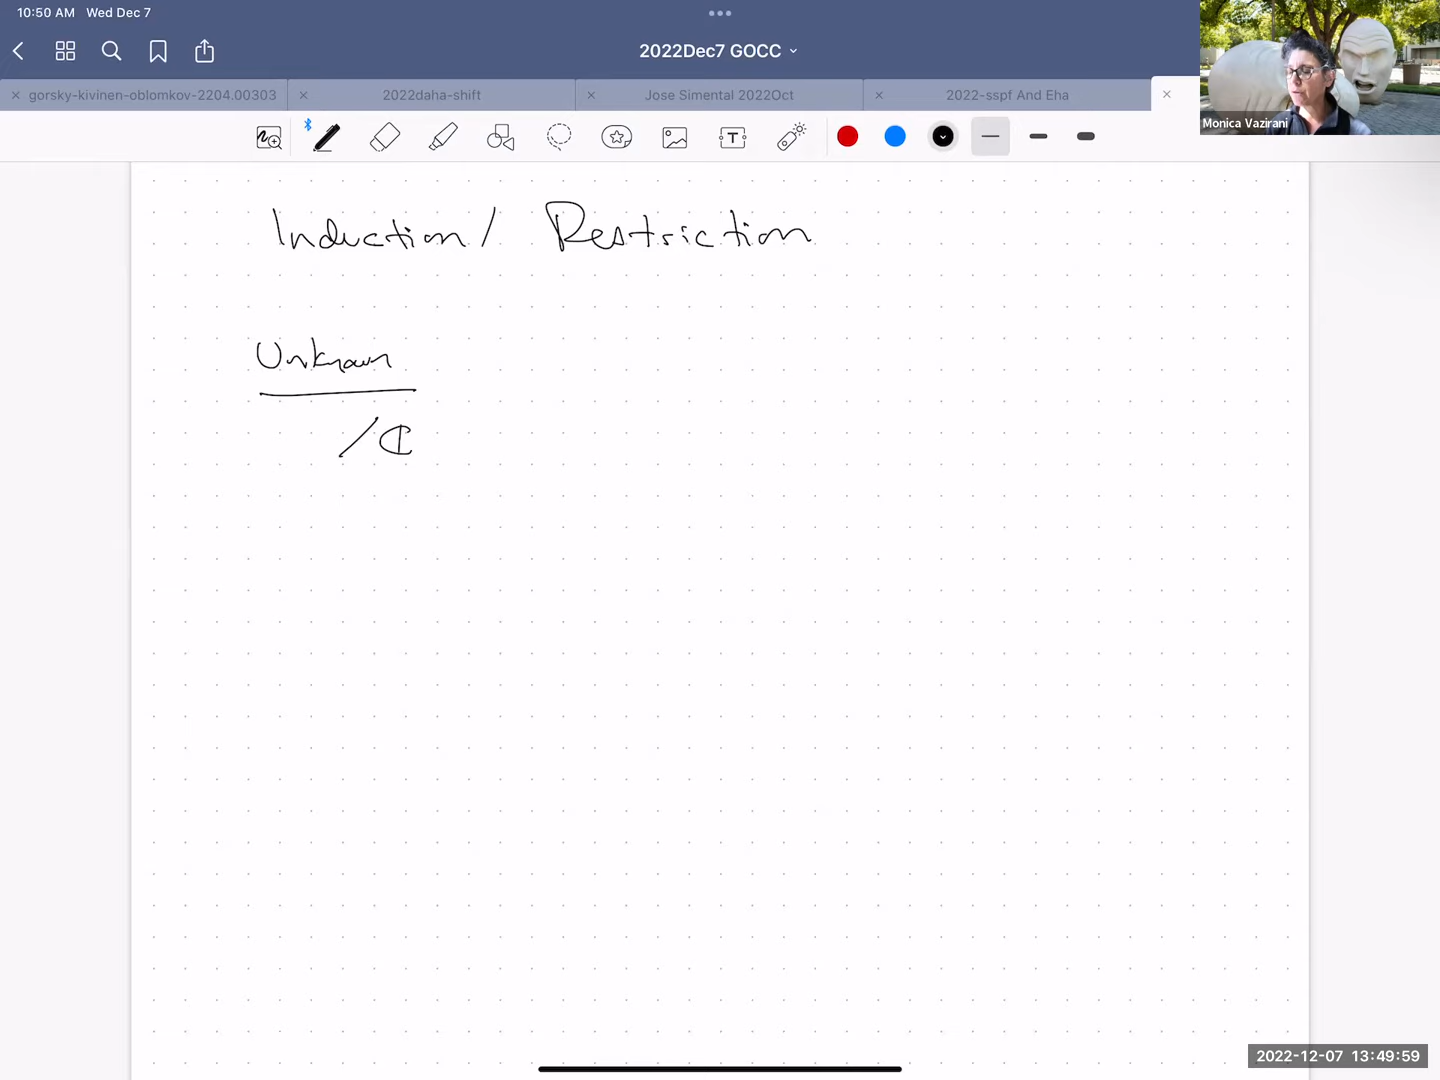 10:50 AM Wed Dec 7
2022Dec7 GOCC
gorsky-kivinen-oblomkov-2204.00303
2022daha-shift
Jose Simental 2022Oct
2022-sspf And Eha
T
Monica Vazirani
Induction/ Restriction
Unknown
/ℂ
2022-12-07 13:49:59